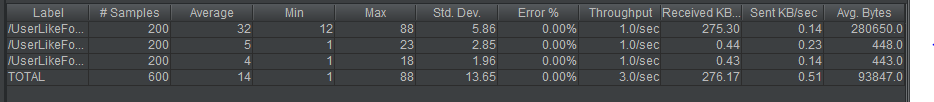 Label # Samples Average Min Max Std. Dev. Error % Throughput Received KB... Sent KB/sec Avg. Bytes
/UserLikeFo... 200 32 12 88 5.86 0.00% 1.0/sec 275.30 0.14 280650.0
/UserLikeFo... 200 5 1 23 2.85 0.00% 1.0/sec 0.44 0.23 448.0
/UserLikeFo... 200 4 1 18 1.96 0.00% 1.0/sec 0.43 0.14 443.0
TOTAL 600 14 1 88 13.65 0.00% 3.0/sec 276.17 0.51 93847.0